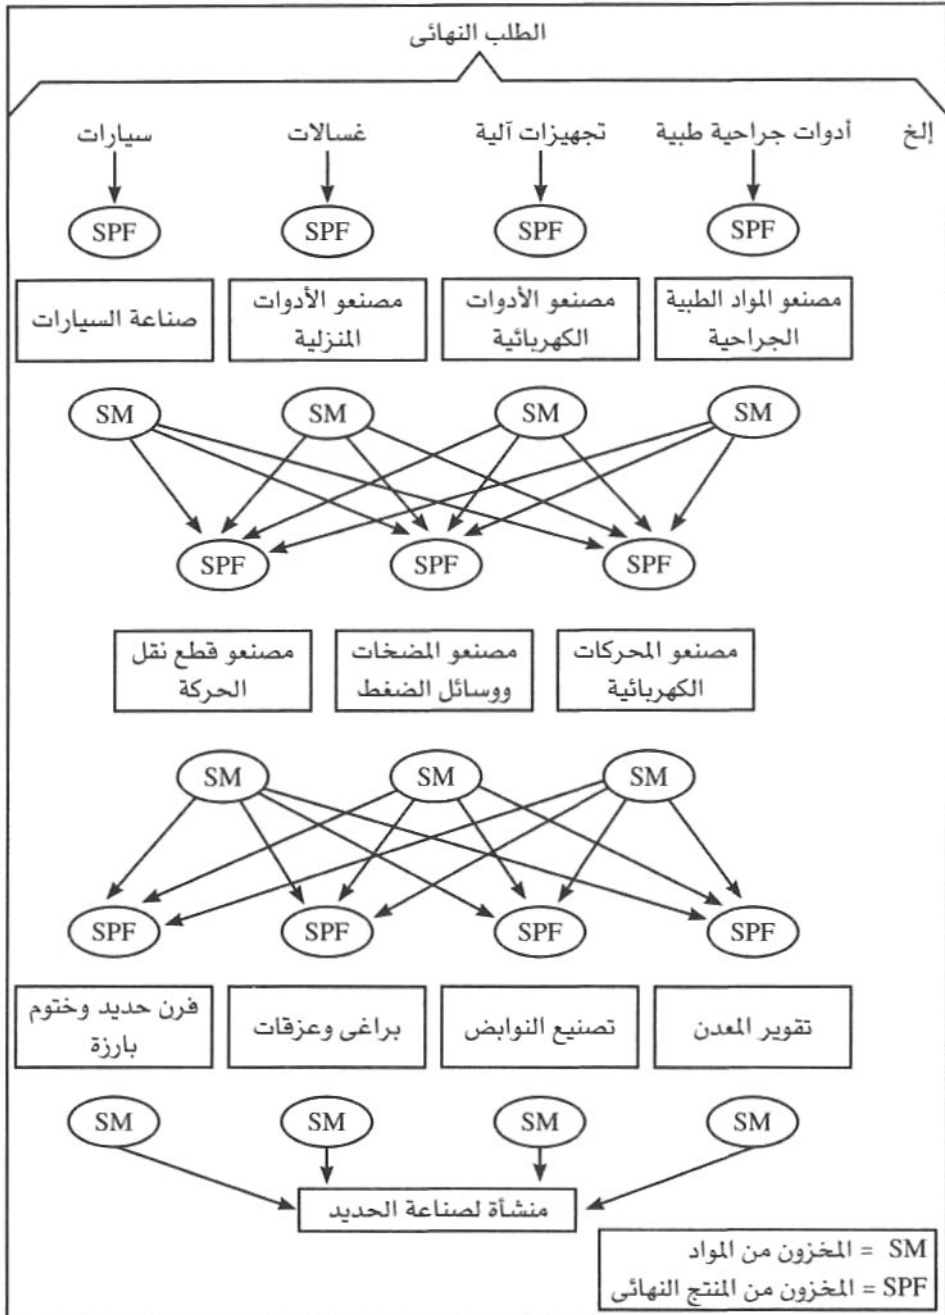 الطلب النهائى
إلخ
أدوات جراحية طبية
تجهيزات آلية
غسالات
سيارات
SPF
SPF
SPF
SPF
مصنعو المواد الطبية
الجراحية
مصنعو الأدوات
الكهربائية
مصنعو الأدوات
المنزلية
صناعة السيارات
SM
SM
SM
SM
SPF
SPF
SPF
مصنعو المحركات
الكهربائية
مصنعو المضخات
ووسائل الضغط
مصنعو قطع نقل
الحركة
SM
SM
SM
SPF
SPF
SPF
SPF
تقوير المعدن
تصنيع النوابض
براغى وعزقات
فرن حديد وختوم
بارزة
SM
SM
SM
SM
منشأة لصناعة الحديد
SM = المخزون من المواد
SPF = المخزون من المنتج النهائى